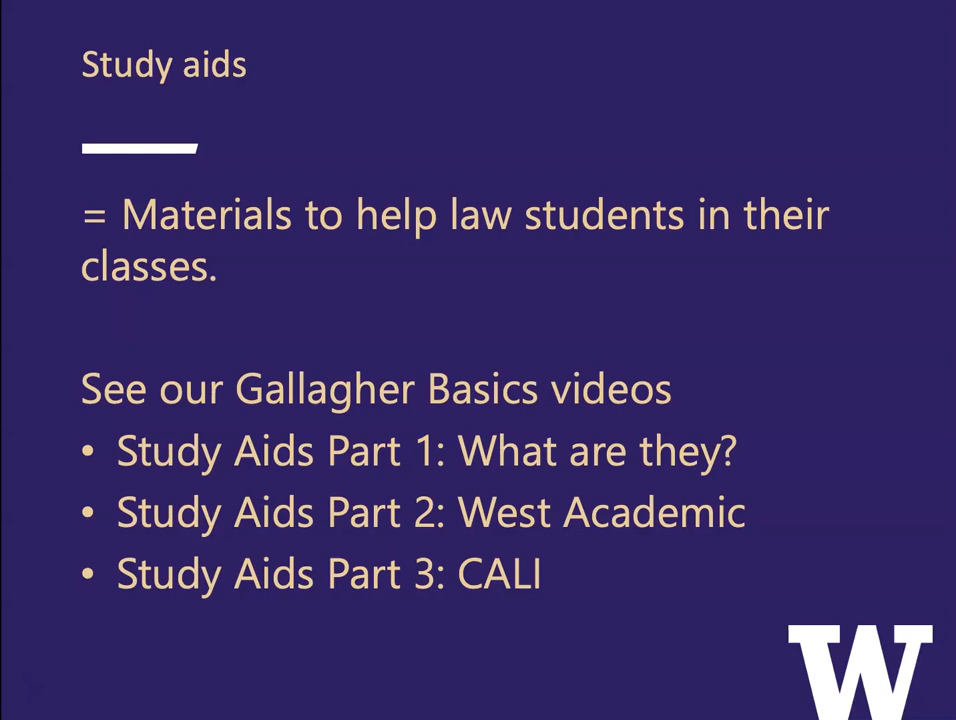 Study aids
= Materials to help law students in their
classes.
See our Gallagher Basics videos
• Study Aids Part 1: What are they?
• Study Aids Part 2: West Academic
• Study Aids Part 3: CALI
W